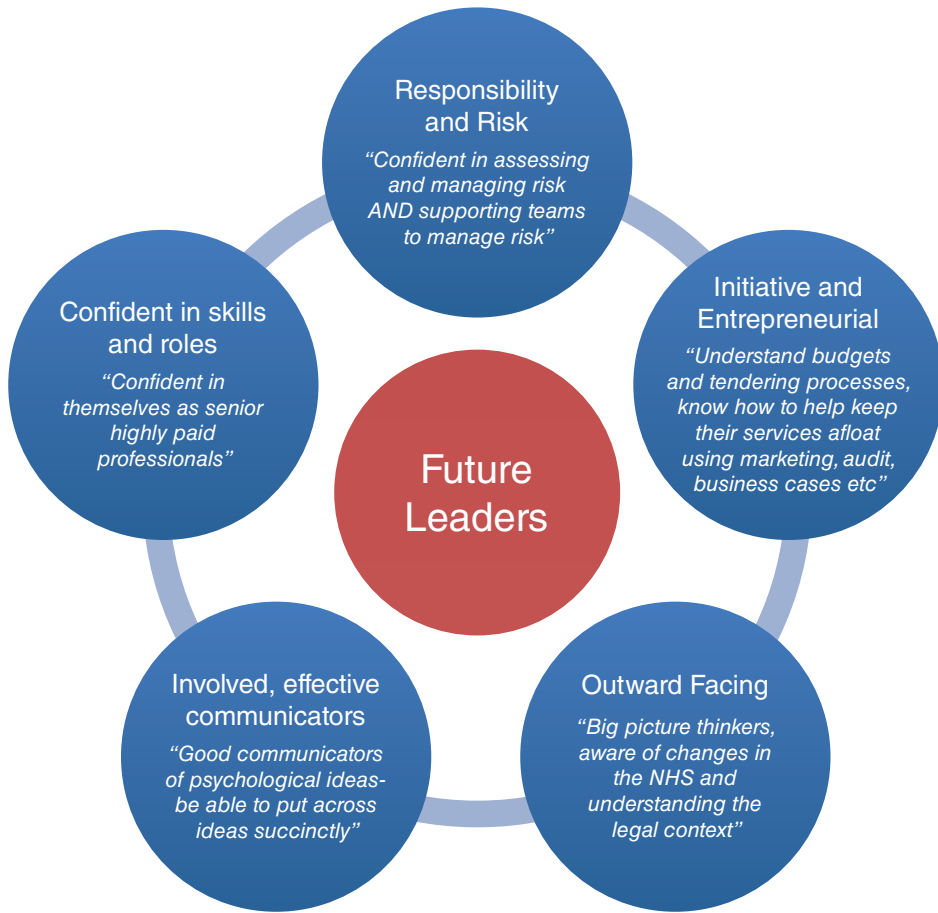 Responsibility
and Risk
“Confident in assessing
and managing risk
AND supporting teams
to manage risk”
Initiative and
Entrepreneurial
“Understand budgets
and tendering processes,
know how to help keep
their services afloat
using marketing, audit,
business cases etc”
Outward Facing
“Big picture thinkers,
aware of changes in
the NHS and
understanding the
legal context”
Involved, effective
communicators
“Good communicators
of psychological ideas-
be able to put across
ideas succinctly”
Confident in skills
and roles
“Confident in
themselves as senior
highly paid
professionals”
Future
Leaders